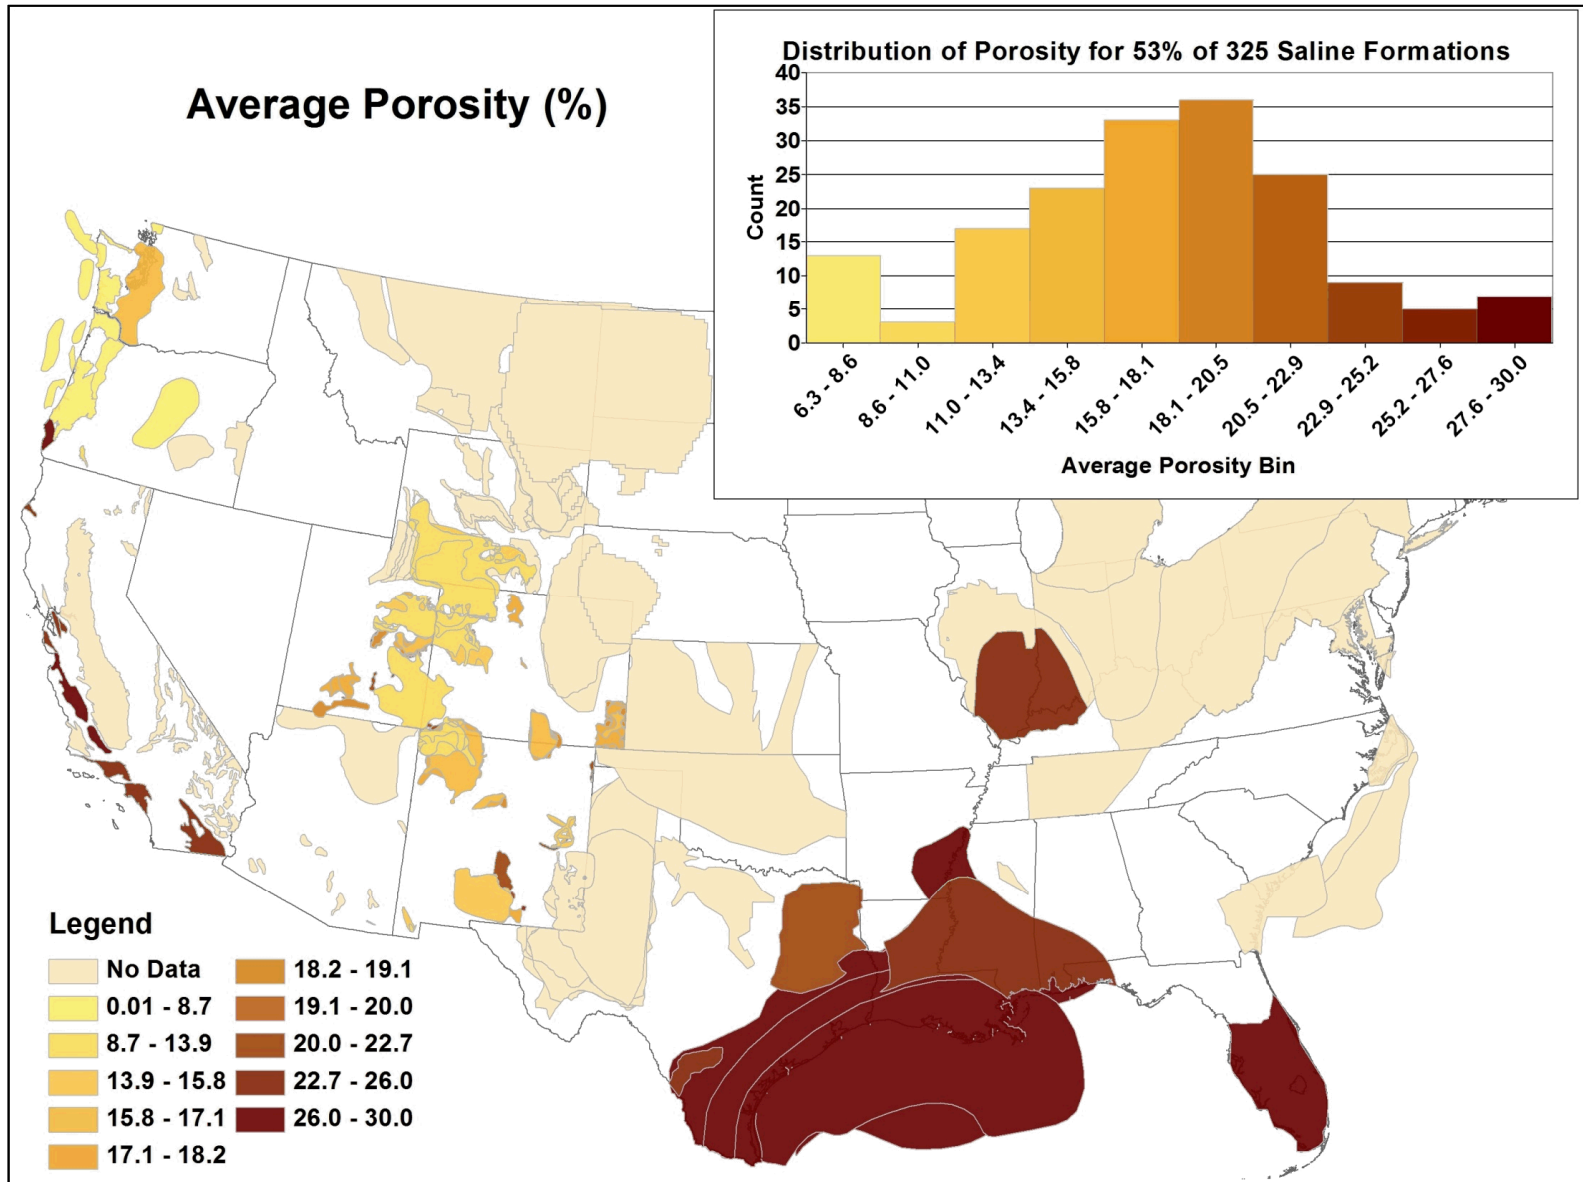 Average Porosity (%)
Distribution of Porosity for 53% of 325 Saline Formations
Count
40
35
30
25
20
15
10
5
0
6.3 - 8.6
8.6 - 11.0
11.0 - 13.4
13.4 - 15.8
15.8 - 18.1
18.1 - 20.5
20.5 - 22.9
22.9 - 25.2
25.2 - 27.6
27.6 - 30.0
Average Porosity Bin
Legend
No Data
0.01 - 8.7
8.7 - 13.9
13.9 - 15.8
15.8 - 17.1
17.1 - 18.2
18.2 - 19.1
19.1 - 20.0
20.0 - 22.7
22.7 - 26.0
26.0 - 30.0